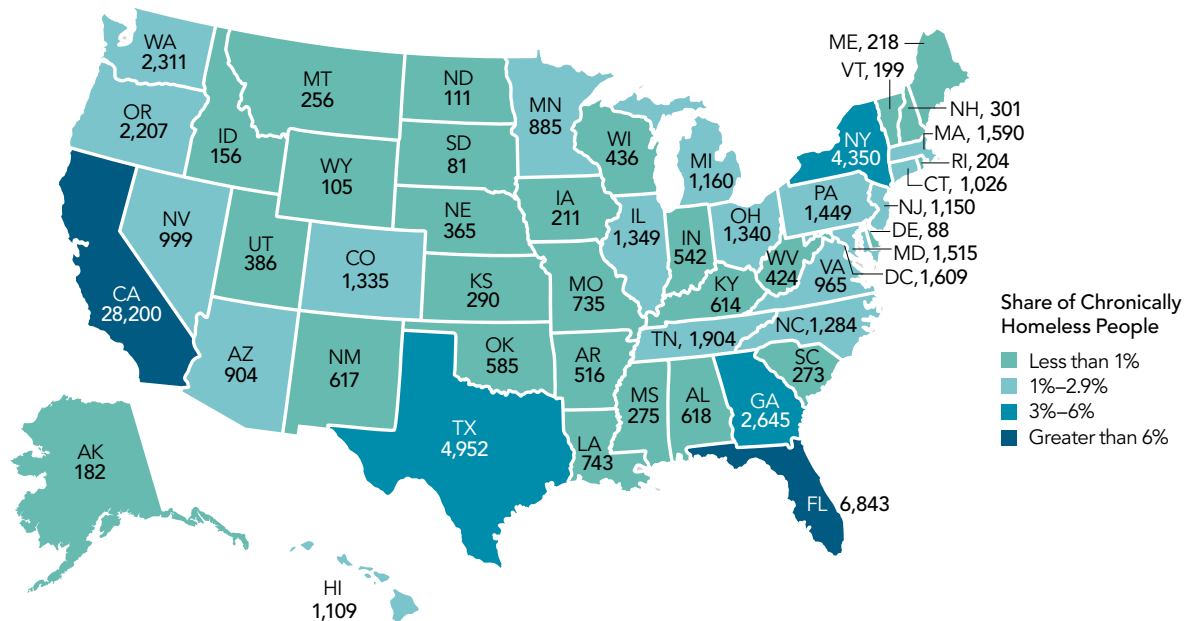 WA
2,311
OR
2,207
CA
28,200
NV
999
ID
156
MT
256
WY
105
UT
386
AZ
904
CO
1,335
NM
617
ND
111
SD
81
NE
365
KS
290
OK
585
TX
4,952
MN
885
IA
211
MO
735
AR
516
LA
743
WI
436
IL
1,349
MI
1,160
IN
542
OH
1,340
KY
614
TN, 1,904
MS
275
AL
618
GA
2,645
FL 6,843
SC
273
NC,1,284
VA
965
WV
424
PA
1,449
NY
4,350
ME, 218
VT, 199
NH, 301
MA, 1,590
RI, 204
CT, 1,026
NJ, 1,150
DE, 88
MD, 1,515
DC,1,609
AK
182
HI
1,109
Share of Chronically
Homeless People
Less than 1%
1%–2.9%
3%–6%
Greater than 6%